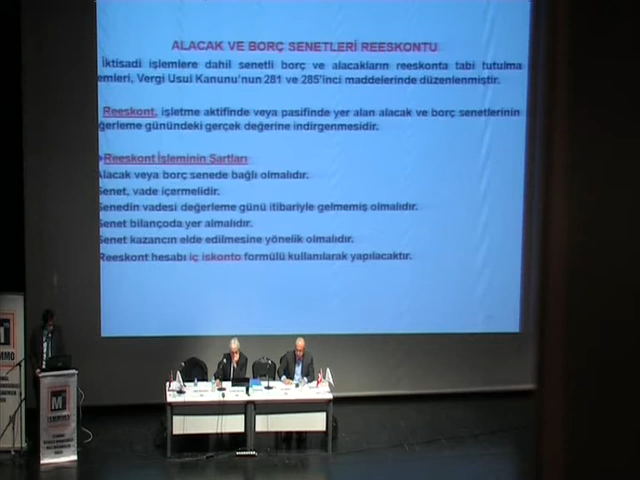 ALACAK VE BORÇ SENETLERİ REESKONTU
İktisadi işlemlere dahil senetli borç ve alacakların reeskonta tabi tutulma
emleri, Vergi Usul Kanunu'nun 281 ve 285'inci maddelerinde düzenlenmiştir.
Reeskont, işletme aktifinde veya pasifinde yer alan alacak ve borç senetlerinin
ğerleme günündeki gerçek değerine indirgenmesidir.
Reeskont İşleminin Şartları
Alacak veya borç senede bağlı olmalıdır.
Senet, vade içermelidir.
Senedin vadesi değerleme günü itibariyle gelmemiş olmalıdır.
Senet bilançoda yer almalıdır.
Senet kazancın elde edilmesine yönelik olmalıdır.
Reeskont hesabı iç iskonto formülü kullanılarak yapılacaktır.
MMO